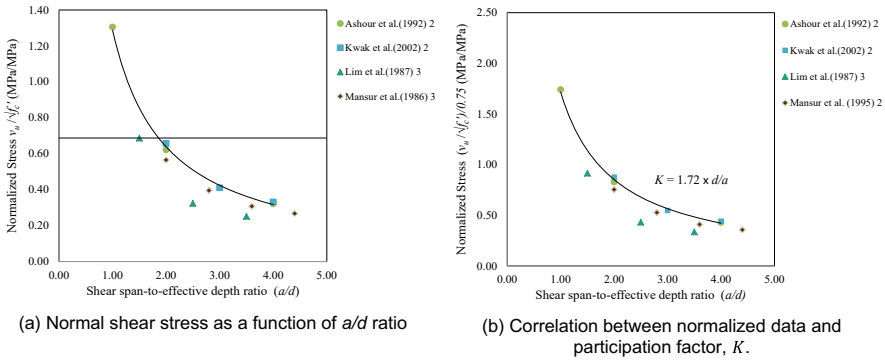 1.40
1.20
1.00
0.80
0.60
0.40
0.20
0.00
0.00 1.00 2.00 3.00 4.00 5.00
Normalized Stress vᵤ /√f꜀′ (MPa/MPa)
Shear span-to-effective depth ratio (a/d)
Ashour et al.(1992) 2
Kwak et al.(2002) 2
Lim et al.(1987) 3
Mansur et al.(1986) 3
(a) Normal shear stress as a function of a/d ratio
2.50
2.00
1.50
1.00
0.50
0.00
0.00 1.00 2.00 3.00 4.00 5.00
Normalized Stress (vᵤ /√f꜀′)/0.75 (MPa/MPa)
Shear span-to-effective depth ratio (a/d)
K = 1.72 x d/a
Ashour et al.(1992) 2
Kwak et al.(2002) 2
Lim et al.(1987) 3
Mansur et al. (1995) 2
(b) Correlation between normalized data and
participation factor, K.